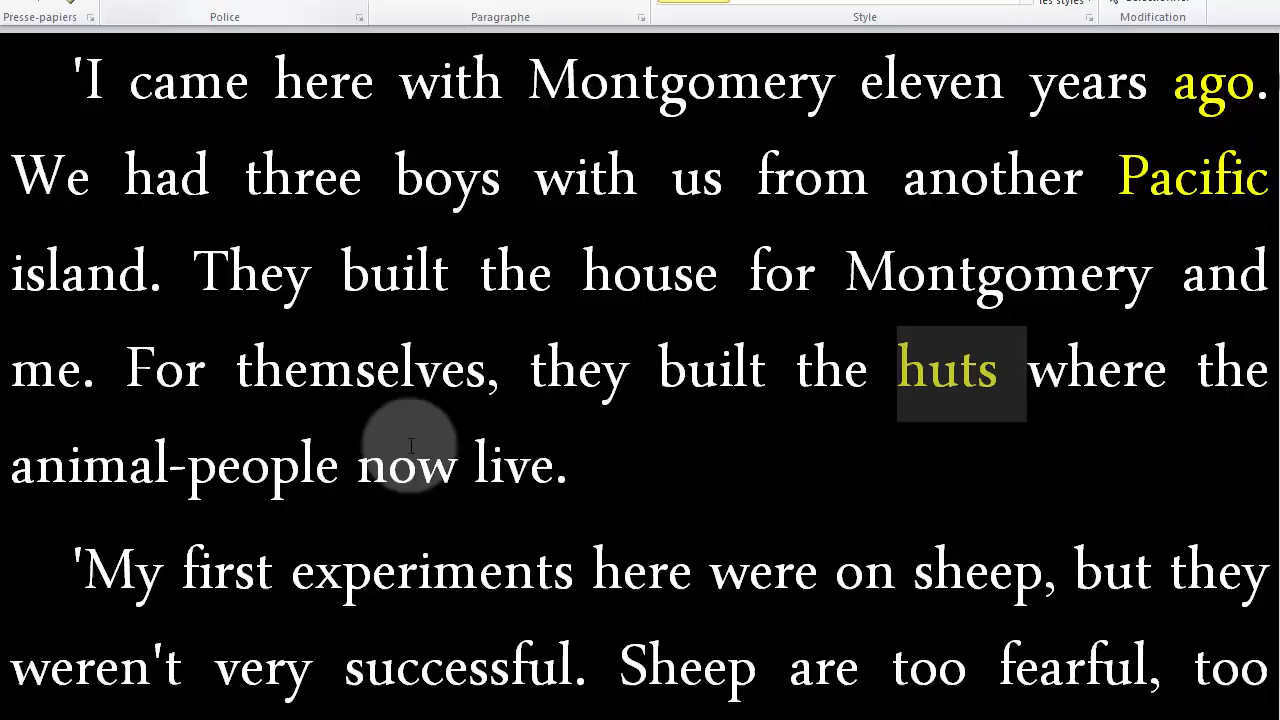 Presse-papiers Police Paragraphe Style Modification
'I came here with Montgomery eleven years ago.
We had three boys with us from another Pacific
island. They built the house for Montgomery and
me. For themselves, they built the huts where the
animal-people now live.
'My first experiments here were on sheep, but they
weren't very successful. Sheep are too fearful, too